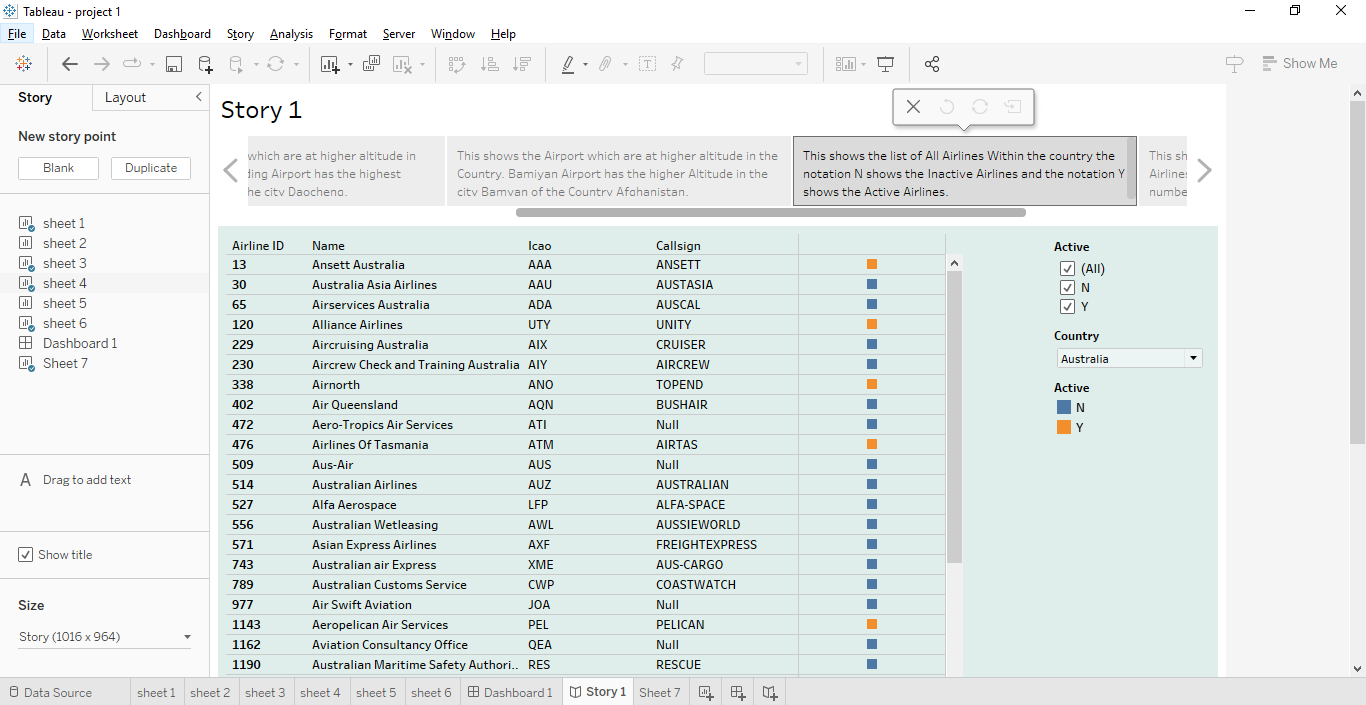 Tableau - project 1
File Data Worksheet Dashboard Story Analysis Format Server Window Help
Show Me
Story Layout
New story point
Blank Duplicate
sheet 1
sheet 2
sheet 3
sheet 4
sheet 5
sheet 6
Dashboard 1
Sheet 7
A Drag to add text
Show title
Size
Story (1016 x 964)
Story 1
which are at higher altitude in
ding Airport has the highest
he city Daocheng.
This shows the Airport which are at higher altitude in the
Country. Bamiyan Airport has the higher Altitude in the
city Bamyan of the Country Afghanistan.
This shows the list of All Airlines Within the country the
notation N shows the Inactive Airlines and the notation Y
shows the Active Airlines.
This sh
Airline
numbe
Airline ID Name Icao Callsign
13 Ansett Australia AAA ANSETT
30 Australia Asia Airlines AAU AUSTASIA
65 Airservices Australia ADA AUSCAL
120 Alliance Airlines UTY UNITY
229 Aircruising Australia AIX CRUISER
230 Aircrew Check and Training Australia AIY AIRCREW
338 Airnorth ANO TOPEND
402 Air Queensland AQN BUSHAIR
472 Aero-Tropics Air Services ATI Null
476 Airlines Of Tasmania ATM AIRTAS
509 Aus-Air AUS Null
514 Australian Airlines AUZ AUSTRALIAN
527 Alfa Aerospace LFP ALFA-SPACE
556 Australian Wetleasing AWL AUSSIEWORLD
571 Asian Express Airlines AXF FREIGHTEXPRESS
743 Australian air Express XME AUS-CARGO
789 Australian Customs Service CWP COASTWATCH
977 Air Swift Aviation JOA Null
1143 Aeropelican Air Services PEL PELICAN
1162 Aviation Consultancy Office QEA Null
1190 Australian Maritime Safety Authori.. RES RESCUE
Active
(All)
N
Y
Country
Australia
Active
N
Y
Data Source sheet 1 sheet 2 sheet 3 sheet 4 sheet 5 sheet 6 Dashboard 1 Story 1 Sheet 7